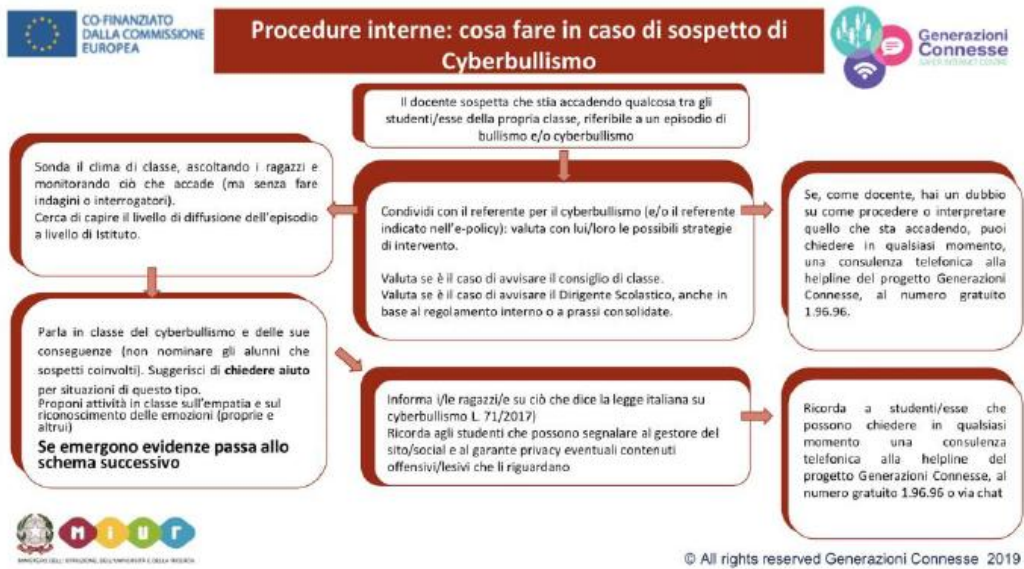 CO-FINANZIATO
DALLA COMMISSIONE
EUROPEA
Procedure interne: cosa fare in caso di sospetto di
Cyberbullismo
Generazioni
Connesse
SAFER INTERNET CENTRE
Il docente sospetta che stia accadendo qualcosa tra gli
studenti/esse della propria classe, riferibile a un episodio di
bullismo e/o cyberbullismo
Sonda il clima di classe, ascoltando i ragazzi e
monitorando ciò che accade (ma senza fare
indagini o interrogatori).
Cerca di capire il livello di diffusione dell'episodio
a livello di Istituto.
Condividi con il referente per il cyberbullismo (e/o il referente
indicato nell'e-policy): valuta con lui/loro le possibili strategie
di intervento.
Valuta se è il caso di avvisare il consiglio di classe.
Valuta se è il caso di avvisare il Dirigente Scolastico, anche in
base al regolamento interno o a prassi consolidate.
Se, come docente, hai un dubbio
su come procedere o interpretare
quello che sta accadendo, puoi
chiedere in qualsiasi momento,
una consulenza telefonica alla
helpline del progetto Generazioni
Connesse, al numero gratuito
1.96.96.
Parla in classe del cyberbullismo e delle sue
conseguenze (non nominare gli alunni che
sospetti coinvolti). Suggerisci di chiedere aiuto
per situazioni di questo tipo.
Proponi attività in classe sull'empatia e sul
riconoscimento delle emozioni (proprie e
altrui)
Se emergono evidenze passa allo
schema successivo
Informa i/le ragazzi/e su ciò che dice la legge italiana su
cyberbullismo L. 71/2017)
Ricorda agli studenti che possono segnalare al gestore del
sito/social e al garante privacy eventuali contenuti
offensivi/lesivi che li riguardano
Ricorda a studenti/esse che
possono chiedere in qualsiasi
momento una consulenza
telefonica alla helpline del
progetto Generazioni Connesse, al
numero gratuito 1.96.96 o via chat
MIUR
MINISTERO DELL'ISTRUZIONE, DELL'UNIVERSITÀ E DELLA RICERCA
© All rights reserved Generazioni Connesse 2019